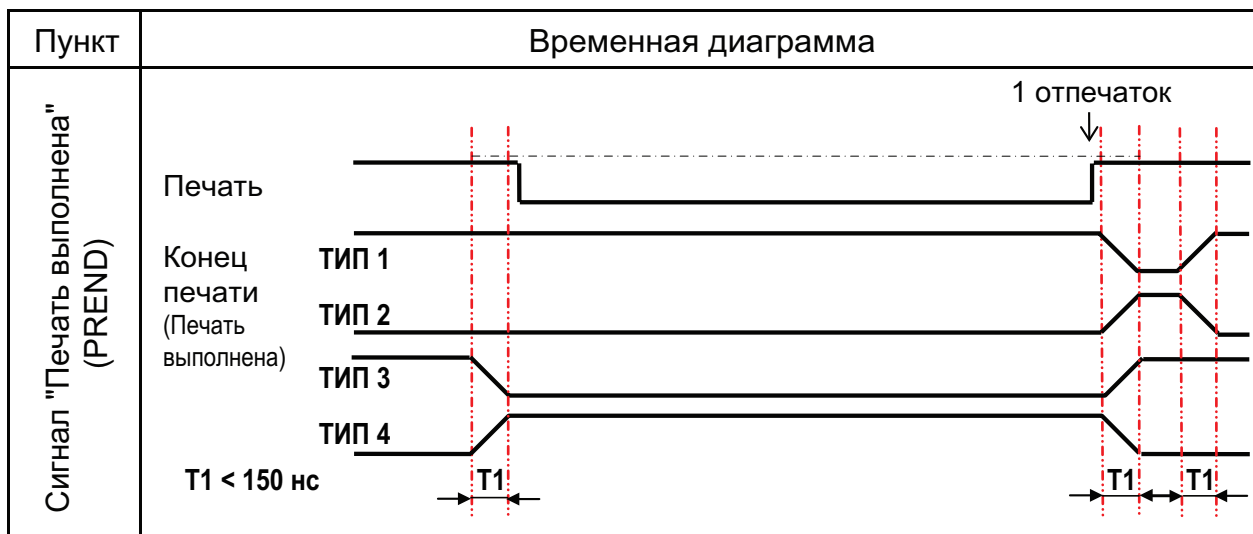 Пункт
Временная диаграмма
Сигнал "Печать выполнена"
(PREND)
1 отпечаток
Печать
Конец
печати
(Печать
выполнена)
ТИП 1
ТИП 2
ТИП 3
ТИП 4
T1 < 150 нс
T1
T1
T1